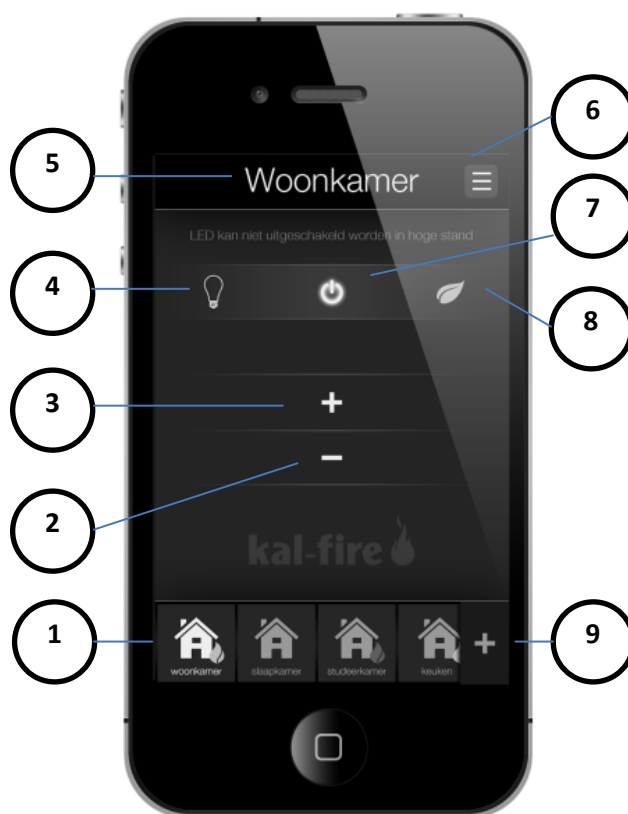 6
5
Woonkamer
7
LED kan niet uitgeschakeld worden in hoge stand
4
8
3
+
2
−
kal-fire
1
woonkamer
slaapkamer
studeerkamer
keuken
+
9